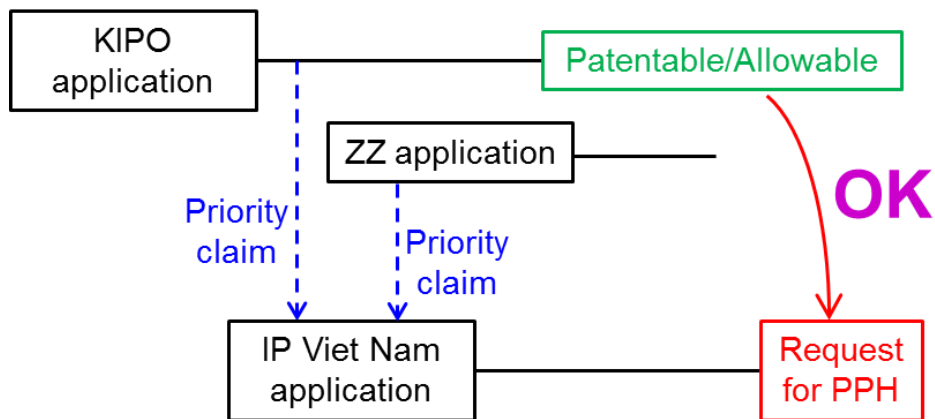 KIPO
application
Patentable/Allowable
ZZ application
OK
Priority
claim
Priority
claim
IP Viet Nam
application
Request
for PPH